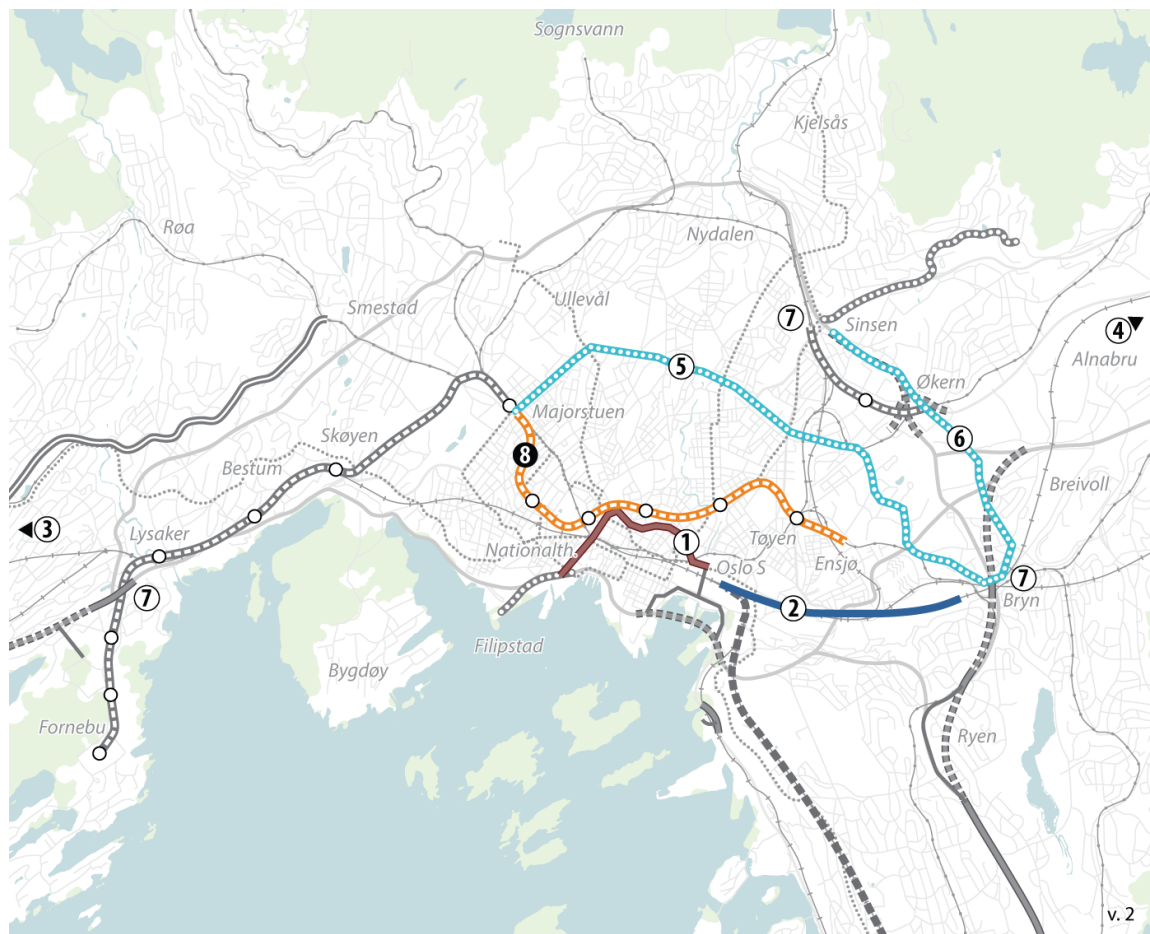 Sognsvann
Kjelsås
Røa
Nydalen
Ullevål
Smestad
7
Sinsen
4
Alnabru
5
Økern
Majorstuen
Skøyen
6
8
Bestum
Breivoll
3
Lysaker
Nationalth.
1
Tøyen
Oslo S
Ensjø
7
7
Bryn
2
Filipstad
Bygdøy
Fornebu
Ryen
v. 2